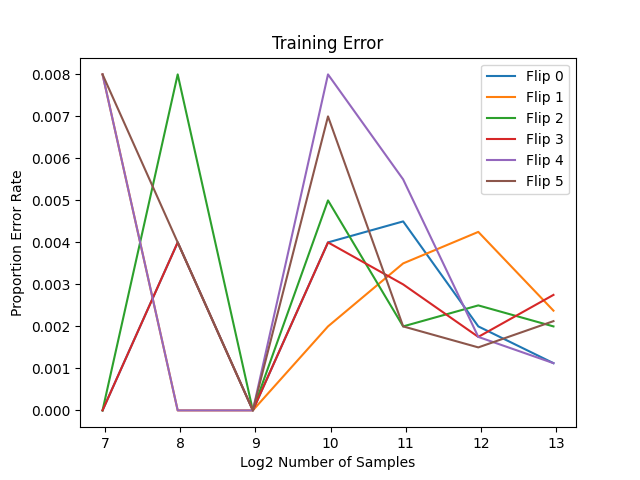 Training Error
Proportion Error Rate
0.008
0.007
0.006
0.005
0.004
0.003
0.002
0.001
0.000
Flip 0
Flip 1
Flip 2
Flip 3
Flip 4
Flip 5
7 8 9 10 11 12 13
Log2 Number of Samples